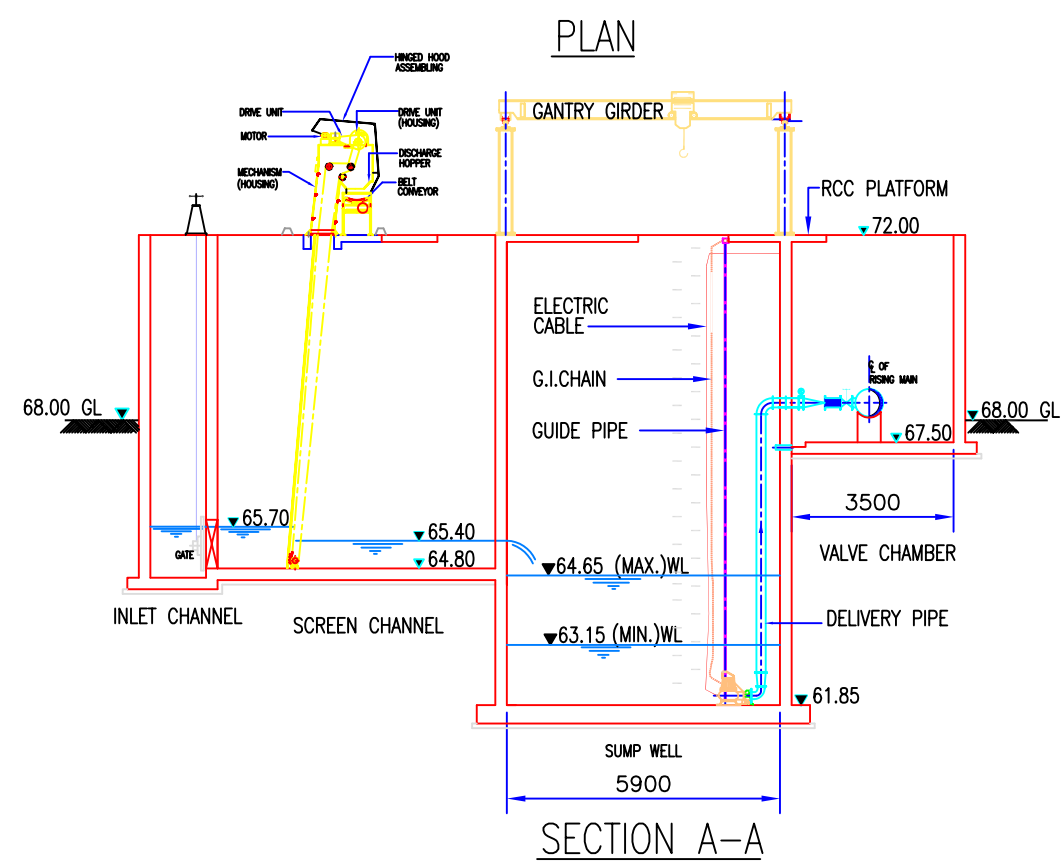 PLAN
HINGED HOOD
ASSEMBLING
DRIVE UNIT
DRIVE UNIT
(HOUSING)
MOTOR
MECHANISM
(HOUSING)
DISCHARGE
HOPPER
BELT
CONVEYOR
GANTRY GIRDER
RCC PLATFORM
72.00
ELECTRIC
CABLE
G.I.CHAIN
GUIDE PIPE
℄ OF
RISING MAIN
68.00 GL
68.00 GL
67.50
3500
VALVE CHAMBER
65.70
65.40
64.80
GATE
64.65 (MAX.)WL
63.15 (MIN.)WL
INLET CHANNEL
SCREEN CHANNEL
DELIVERY PIPE
61.85
SUMP WELL
5900
SECTION A-A